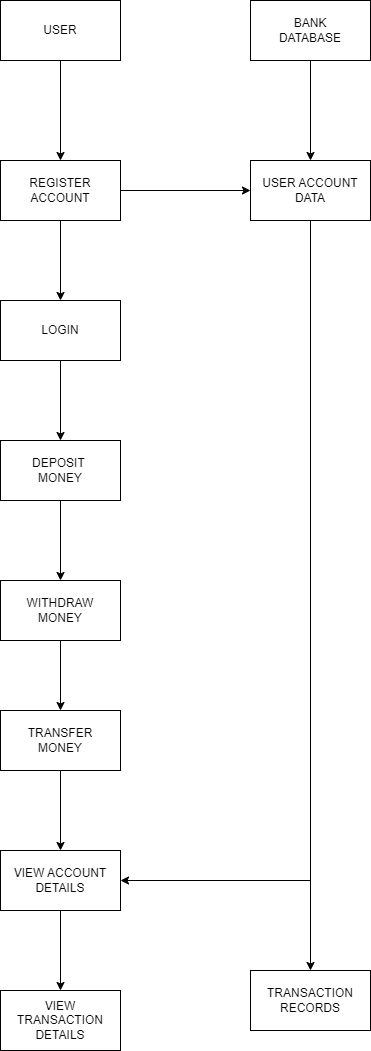 USER
BANK
DATABASE
REGISTER
ACCOUNT
USER ACCOUNT
DATA
LOGIN
DEPOSIT
MONEY
WITHDRAW
MONEY
TRANSFER
MONEY
VIEW ACCOUNT
DETAILS
VIEW
TRANSACTION
DETAILS
TRANSACTION
RECORDS